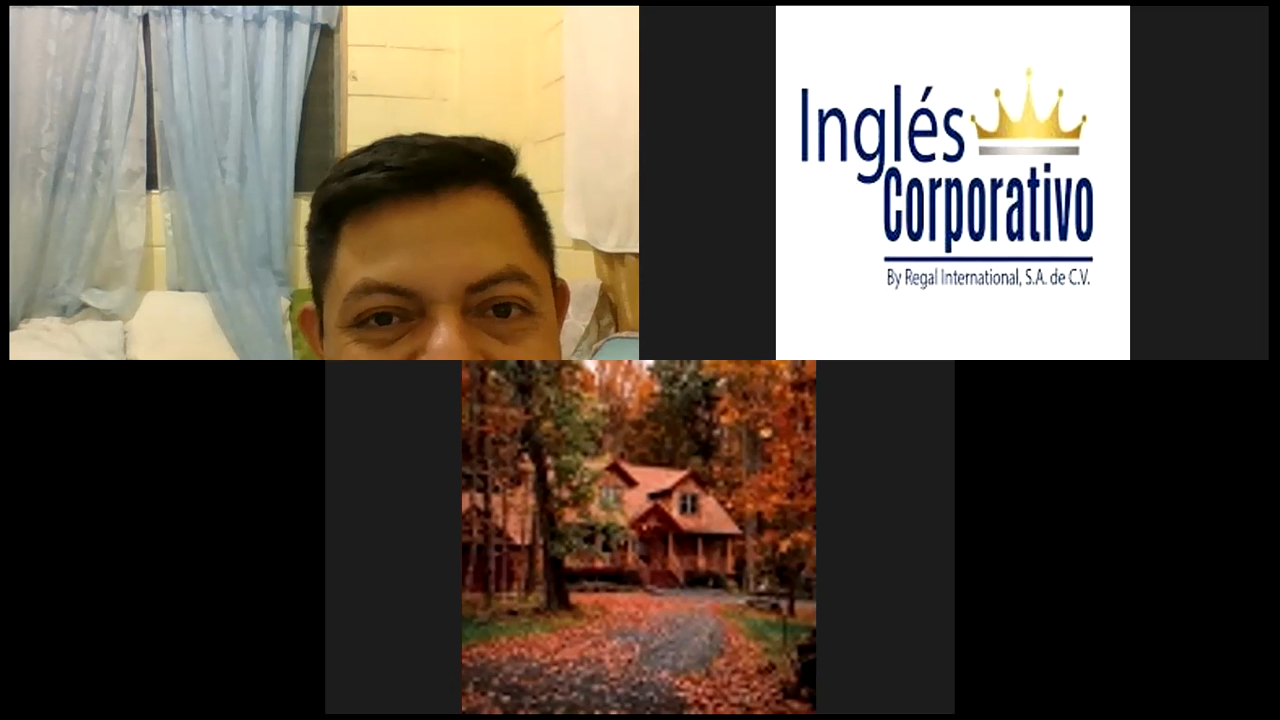 Inglés
Corporativo
By Regal International, S.A. de C.V.